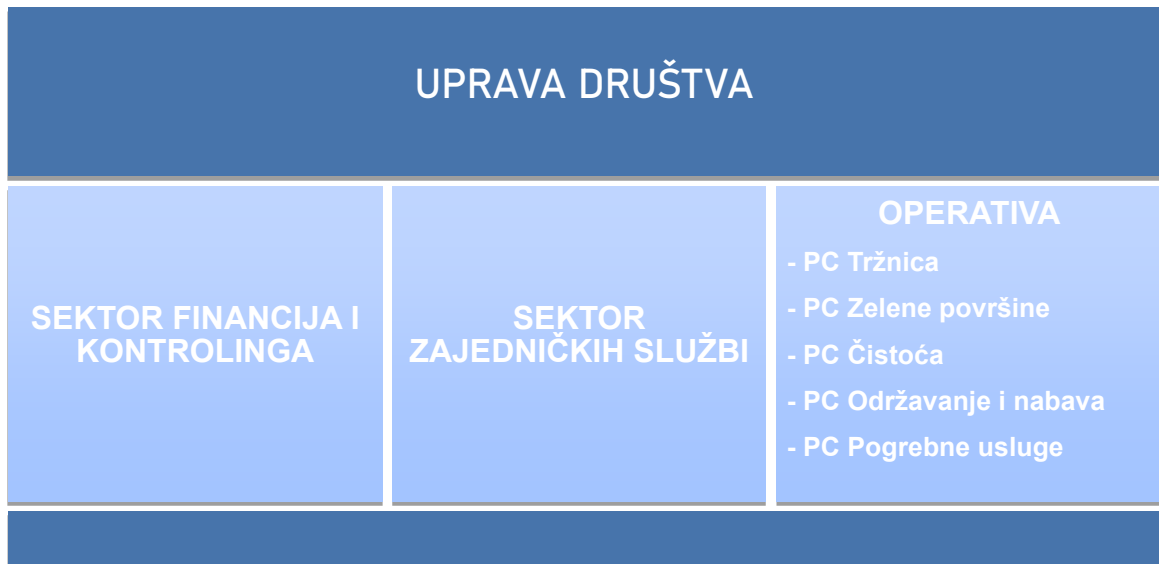 UPRAVA DRUŠTVA
SEKTOR FINANCIJA I
KONTROLINGA
SEKTOR
ZAJEDNIČKIH SLUŽBI
OPERATIVA
- PC Tržnica
- PC Zelene površine
- PC Čistoća
- PC Održavanje i nabava
- PC Pogrebne usluge